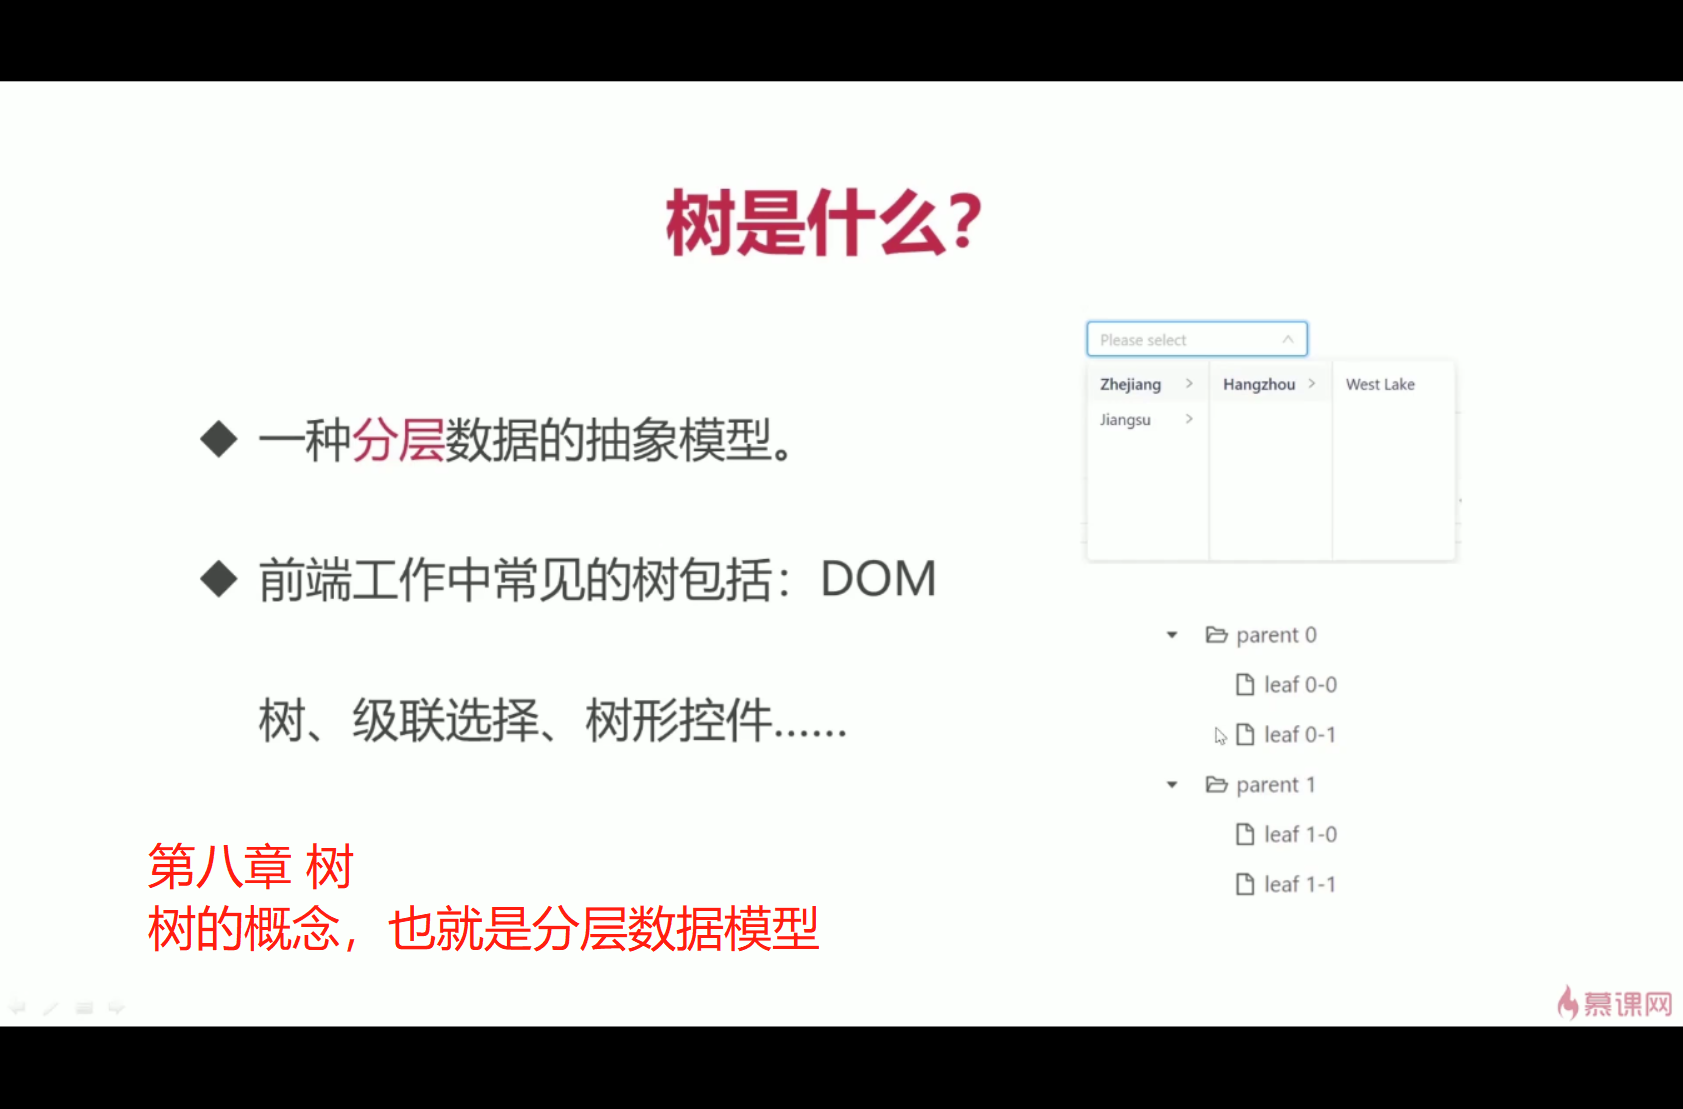 树是什么？
◆ 一种分层数据的抽象模型。
◆ 前端工作中常见的树包括：DOM
树、级联选择、树形控件……
Please select
Zhejiang
Hangzhou
West Lake
Jiangsu
parent 0
leaf 0-0
leaf 0-1
parent 1
leaf 1-0
leaf 1-1
第八章 树
树的概念，也就是分层数据模型
慕课网